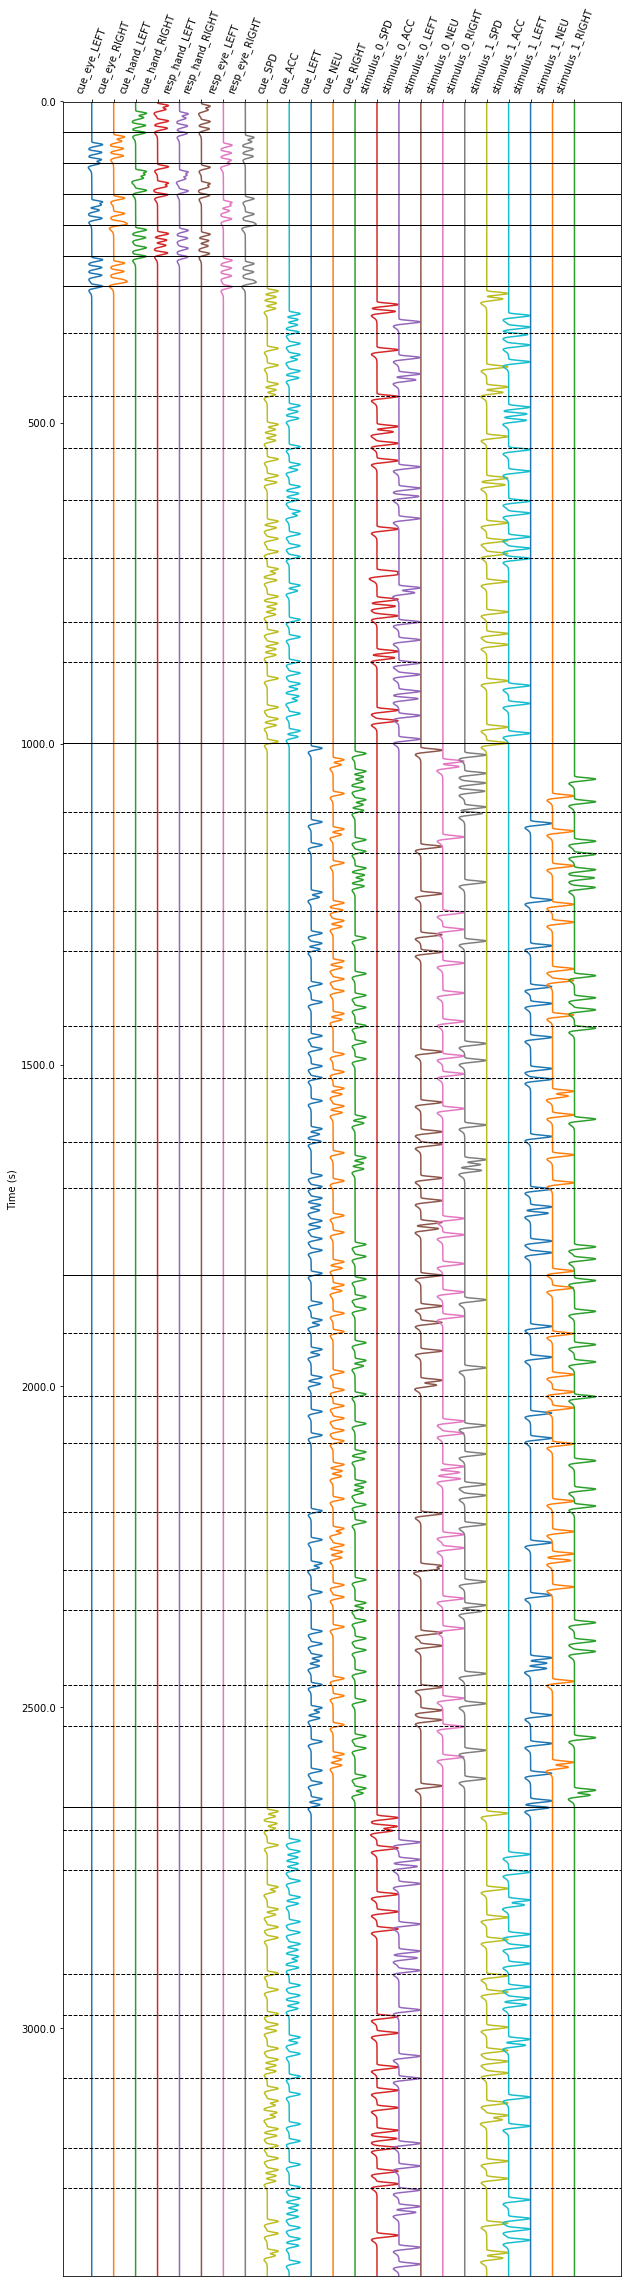 cue_eye_LEFT
cue_eye_RIGHT
cue_hand_LEFT
cue_hand_RIGHT
resp_hand_LEFT
resp_hand_RIGHT
resp_eye_LEFT
resp_eye_RIGHT
cue_SPD
cue_ACC
cue_LEFT
cue_NEU
cue_RIGHT
stimulus_0_SPD
stimulus_0_ACC
stimulus_0_LEFT
stimulus_0_NEU
stimulus_0_RIGHT
stimulus_1_SPD
stimulus_1_ACC
stimulus_1_LEFT
stimulus_1_NEU
stimulus_1_RIGHT
0.0
500.0
1000.0
1500.0
Time (s)
2000.0
2500.0
3000.0